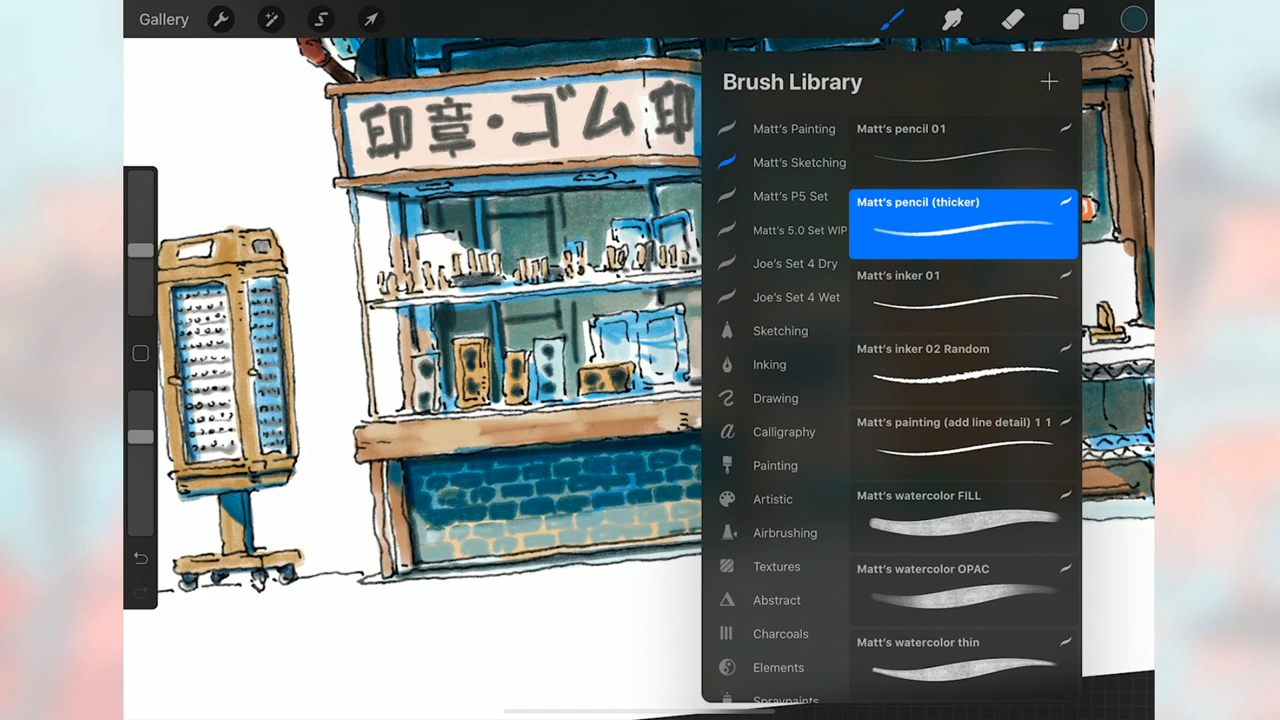 Gallery
印章・ゴム印
Brush Library
Matt's Painting
Matt's Sketching
Matt's P5 Set
Matt's 5.0 Set WIP
Joe's Set 4 Dry
Joe's Set 4 Wet
Sketching
Inking
Drawing
Calligraphy
Painting
Artistic
Airbrushing
Textures
Abstract
Charcoals
Elements
Spraypaints
Matt's pencil 01
Matt's pencil (thicker)
Matt's inker 01
Matt's inker 02 Random
Matt's painting (add line detail) 1 1
Matt's watercolor FILL
Matt's watercolor OPAC
Matt's watercolor thin